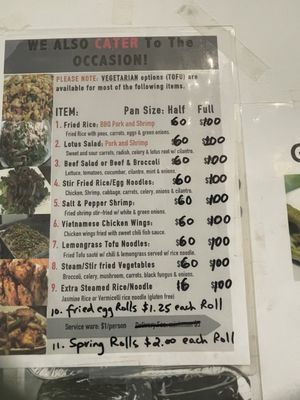 WE ALSO CATER To The
OCCASION!
PLEASE NOTE: VEGETARIAN options (TOFU) are
available for most of the following items.
ITEM: Pan Size: Half Full
1. Fried Rice: BBQ Pork and Shrimp $60 $100
Fried Rice with peas, carrots, eggs & green onions.
2. Lotus Salad: Pork and Shrimp $60 $100
Sweet and sour carrots, radish, celery & lotus root w/ cilantro.
3. Beef Salad or Beef & Broccoli $60 $100
Lettuce, tomatoes, cucumber, cilantro, mint & onions.
4. Stir Fried Rice/Egg Noodles: $60 $100
Chicken, Shrimp, cabbage, carrots, celery, onions & cilantro.
5. Salt & Pepper Shrimp: $60 $100
Fried shrimp stir-fried w/ white & green onions.
6. Vietnamese Chicken Wings: $60 $100
Chicken wings fried with sweet chili fish sauce.
7. Lemongrass Tofu Noodles: $60 $100
Fried Tofu sauté w/ chili & lemongrass served w/ rice noodle.
8. Steam/Stir fried Vegetables $60 $100
Broccoli, celery, mushroom, carrots, black fungus & onions.
9. Extra Steamed Rice/Noodle $6 $100
Jasmine Rice or Vermicelli rice noodle (gluten free)
10. fried egg Rolls $1.25 each Roll
Service ware: $1/person
11. Spring Rolls $2.00 each Roll